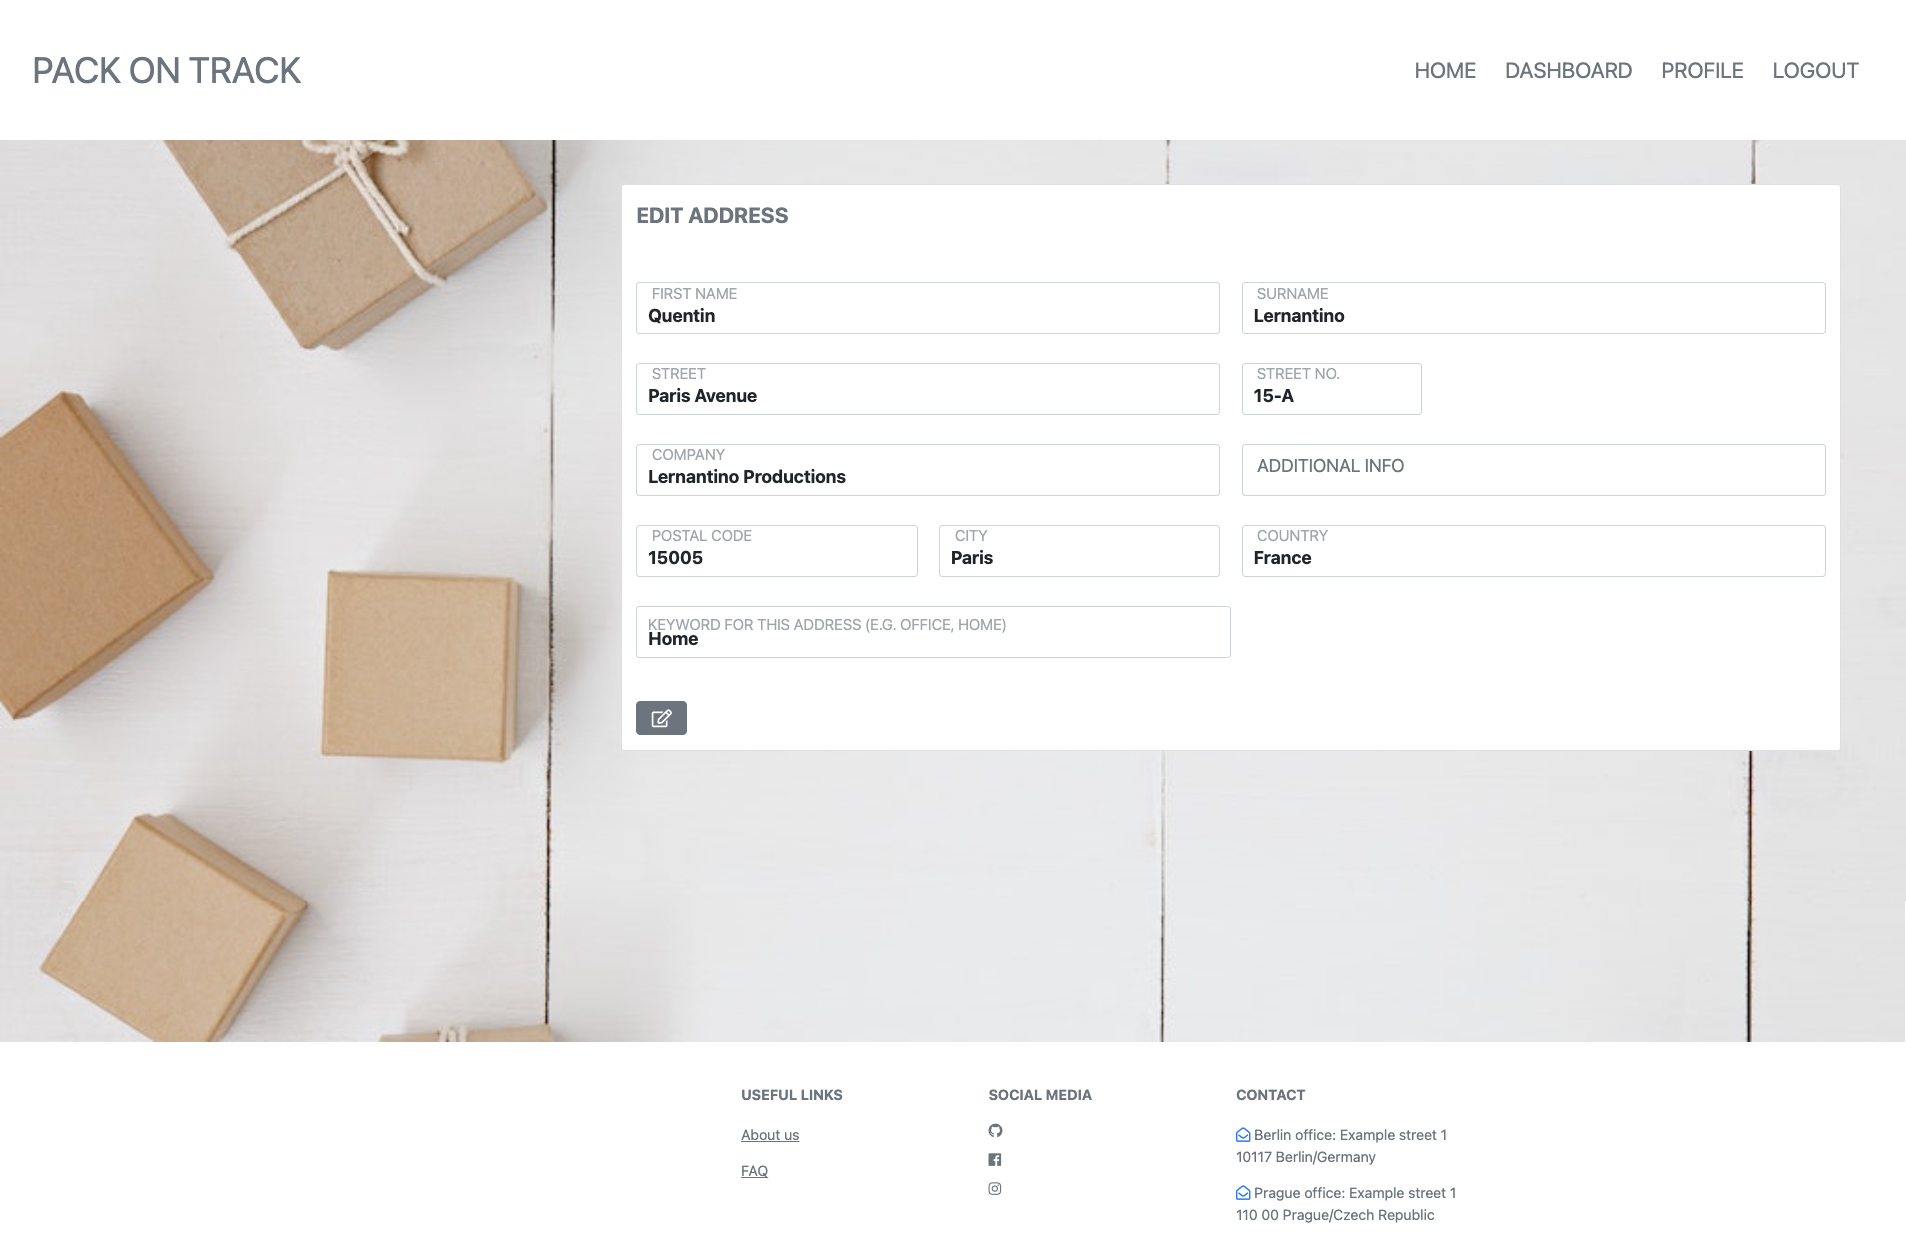 PACK ON TRACK
HOME DASHBOARD PROFILE LOGOUT
EDIT ADDRESS
FIRST NAME
Quentin
SURNAME
Lernantino
STREET
Paris Avenue
STREET NO.
15-A
COMPANY
Lernantino Productions
ADDITIONAL INFO
POSTAL CODE
15005
CITY
Paris
COUNTRY
France
KEYWORD FOR THIS ADDRESS (E.G. OFFICE, HOME)
Home
USEFUL LINKS
About us
FAQ
SOCIAL MEDIA
CONTACT
Berlin office: Example street 1
10117 Berlin/Germany
Prague office: Example street 1
110 00 Prague/Czech Republic